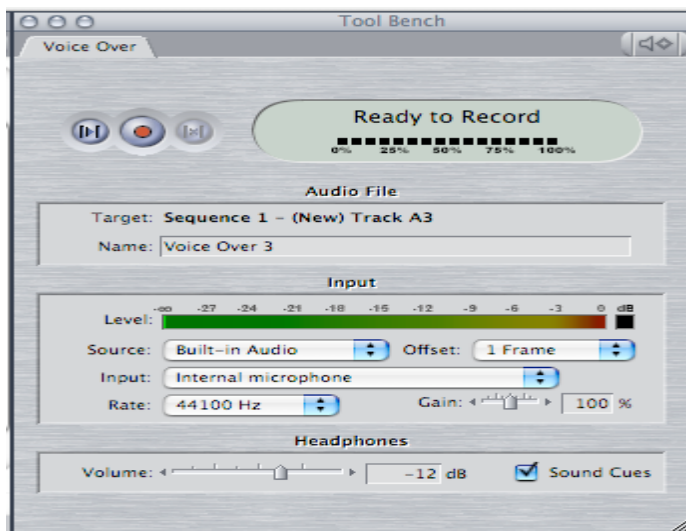 Tool Bench
Voice Over
Ready to Record
0% 25% 50% 75% 100%
Audio File
Target: Sequence 1 - (New) Track A3
Name: Voice Over 3
Input
-∞ -27 -24 -21 -18 -15 -12 -9 -6 -3 0 dB
Level:
Source: Built-in Audio Offset: 1 Frame
Input: Internal microphone
Rate: 44100 Hz Gain: 100 %
Headphones
Volume: -12 dB Sound Cues